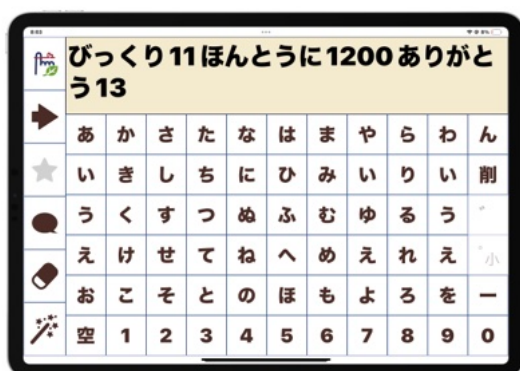 8:03
9%
びっくり11ほんとうに1200ありがと
う13
あ か さ た な は ま や ら わ ん
い き し ち に ひ み い り い 削
う く す つ ぬ ふ む ゆ る う ゛
え け せ て ね へ め え れ え ゜小
お こ そ と の ほ も よ ろ を ー
空 1 2 3 4 5 6 7 8 9 0